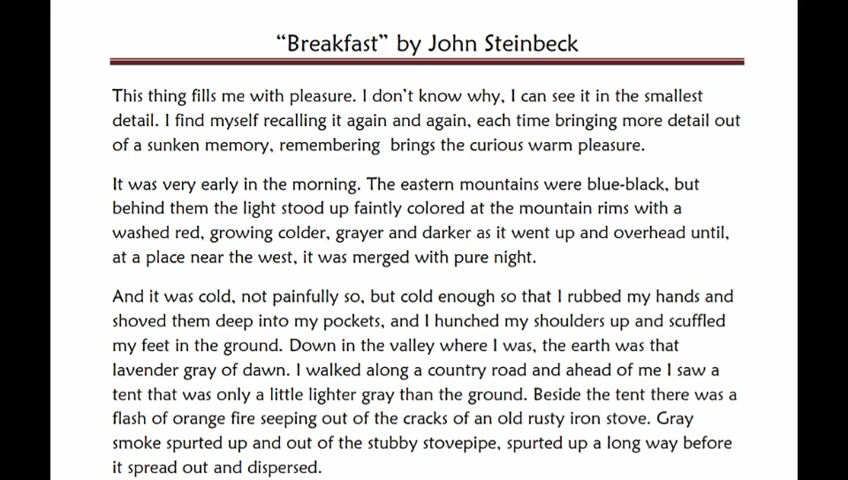 “Breakfast” by John Steinbeck
This thing fills me with pleasure. I don’t know why, I can see it in the smallest
detail. I find myself recalling it again and again, each time bringing more detail out
of a sunken memory, remembering  brings the curious warm pleasure.
It was very early in the morning. The eastern mountains were blue-black, but
behind them the light stood up faintly colored at the mountain rims with a
washed red, growing colder, grayer and darker as it went up and overhead until,
at a place near the west, it was merged with pure night.
And it was cold, not painfully so, but cold enough so that I rubbed my hands and
shoved them deep into my pockets, and I hunched my shoulders up and scuffled
my feet in the ground. Down in the valley where I was, the earth was that
lavender gray of dawn. I walked along a country road and ahead of me I saw a
tent that was only a little lighter gray than the ground. Beside the tent there was a
flash of orange fire seeping out of the cracks of an old rusty iron stove. Gray
smoke spurted up and out of the stubby stovepipe, spurted up a long way before
it spread out and dispersed.